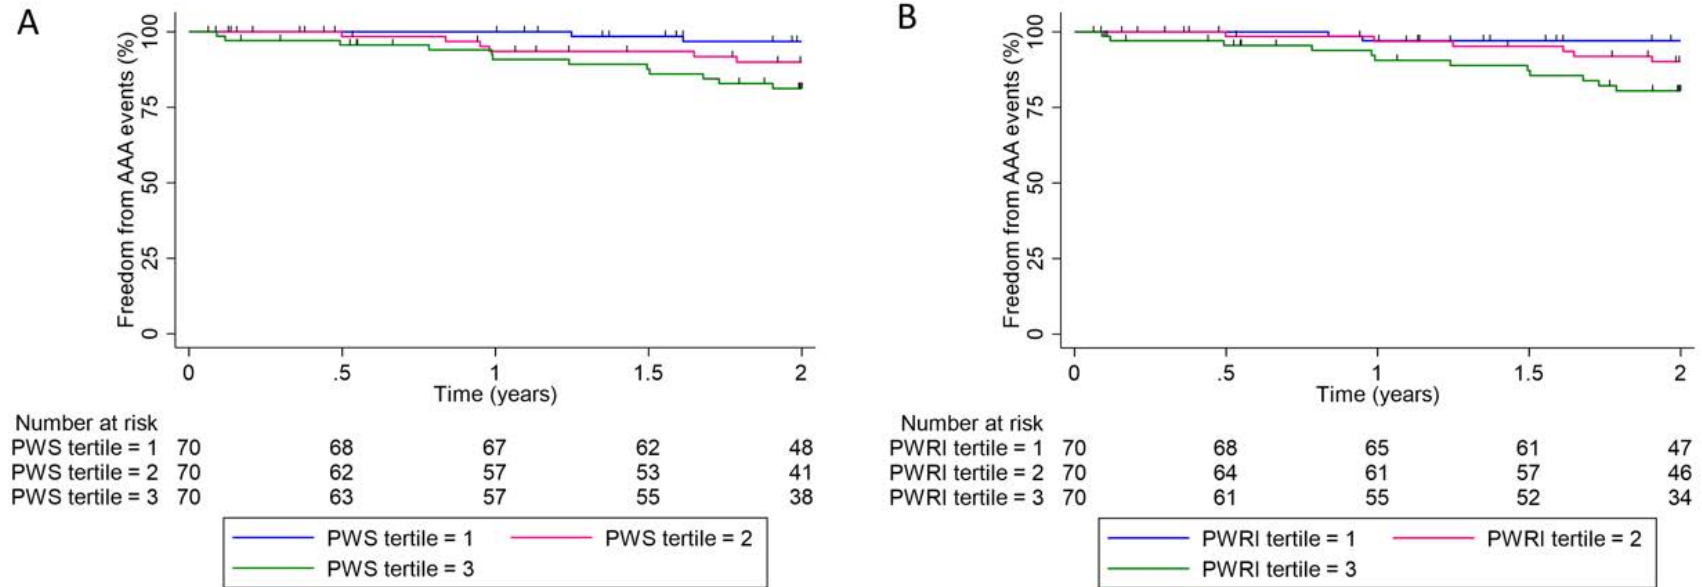 A
Freedom from AAA events (%)
100
75
50
25
0
0 .5 1 1.5 2
Time (years)
Number at risk
PWS tertile = 1 70 68 67 62 48
PWS tertile = 2 70 62 57 53 41
PWS tertile = 3 70 63 57 55 38
PWS tertile = 1 PWS tertile = 2
PWS tertile = 3
B
Freedom from AAA events (%)
100
75
50
25
0
0 .5 1 1.5 2
Time (years)
Number at risk
PWRI tertile = 1 70 68 65 61 47
PWRI tertile = 2 70 64 61 57 46
PWRI tertile = 3 70 61 55 52 34
PWRI tertile = 1 PWRI tertile = 2
PWRI tertile = 3